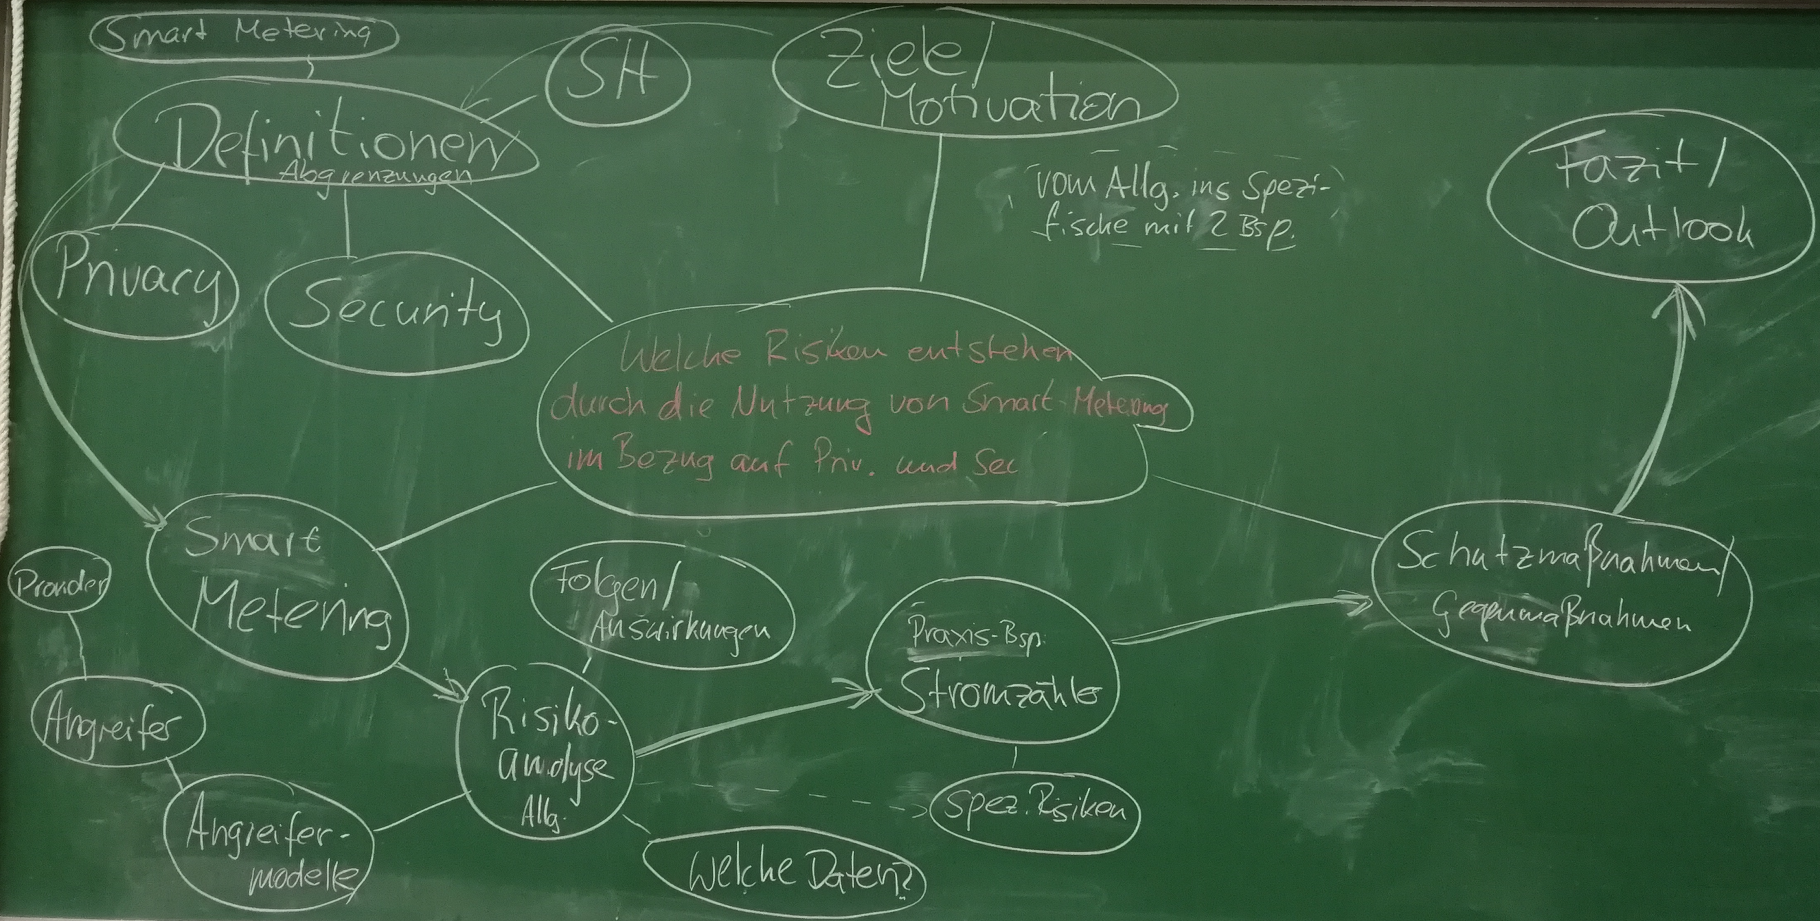 Smart Metering
SH
Ziele/
Motivation
Definitionen
Abgrenzungen
Fazit/
Outlook
vom Allg. ins Spezi-
fische mit 2 Bsp.
Privacy
Security
Welche Risiken entstehen
durch die Nutzung von Smart-Metering
im Bezug auf Priv. und Sec
Smart
Metering
Provider
Folgen/
Auswirkungen
Praxis-Bsp.
Stromzähler
Schutzmaßnahmen/
Gegenmaßnahmen
Angreifer
Risiko-
analyse
Allg.
Angreifer-
modelle
spez. Risiken
Welche Daten?